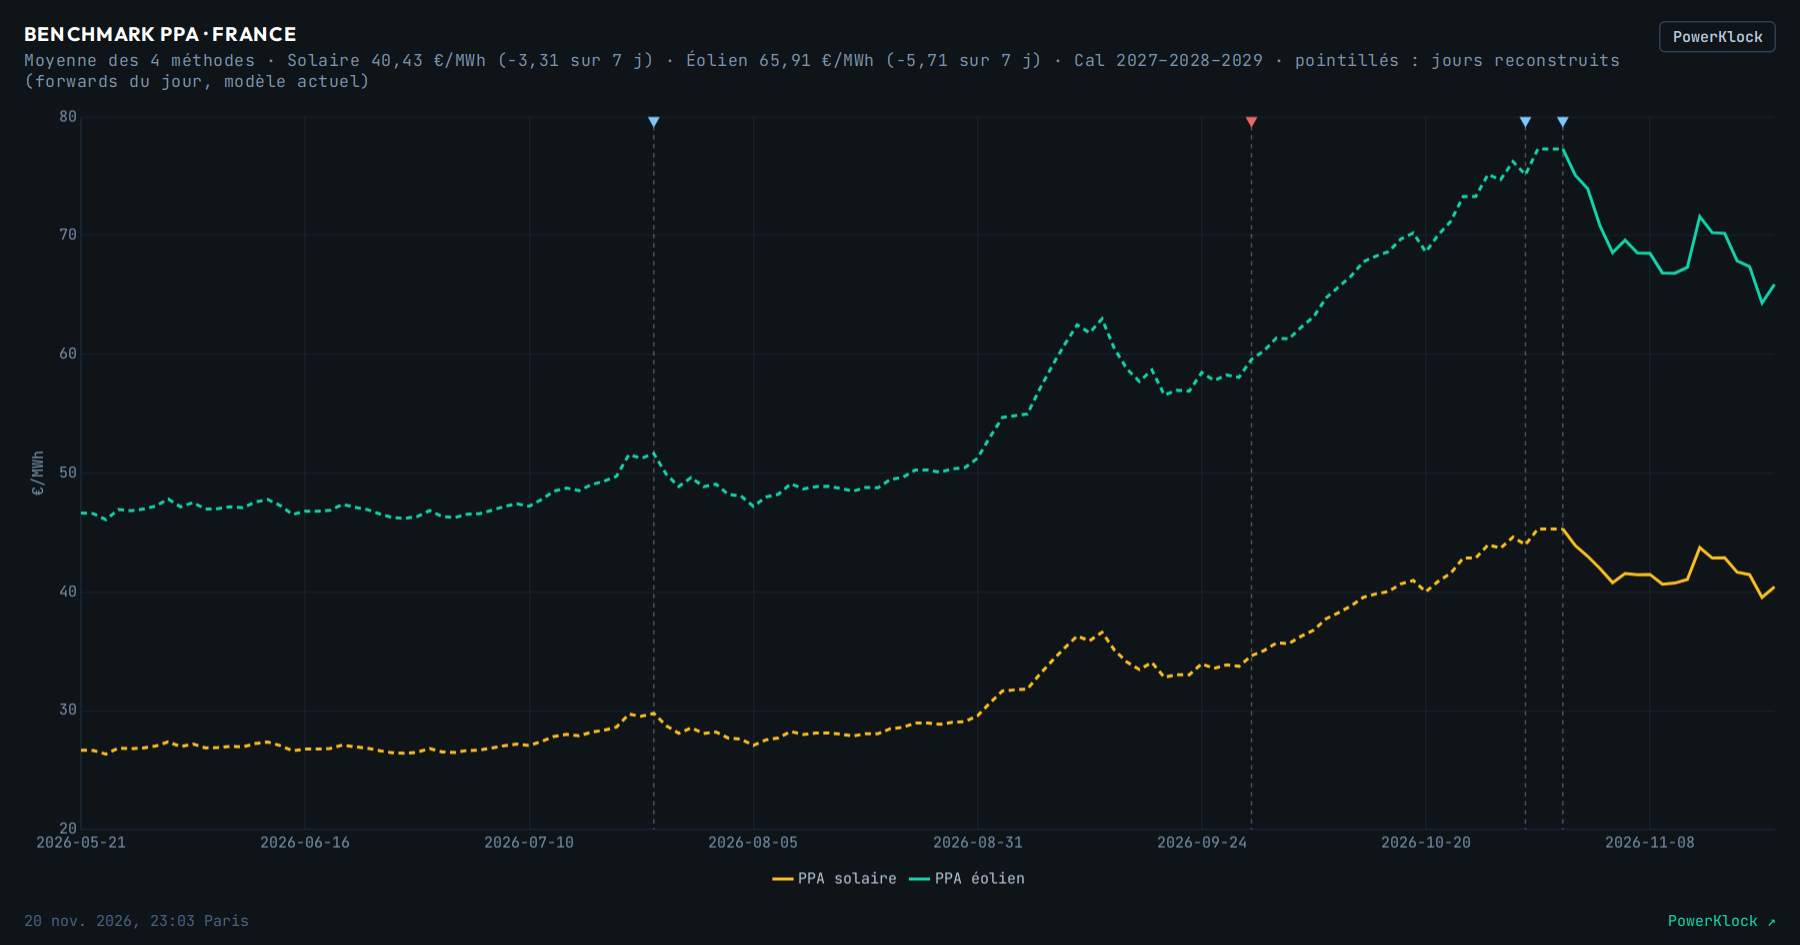 BENCHMARK PPA · FRANCE
PowerKlock
Moyenne des 4 méthodes · Solaire 40,43 €/MWh (-3,31 sur 7 j) · Éolien 65,91 €/MWh (-5,71 sur 7 j) · Cal 2027-2028-2029 · pointillés : jours reconstruits
(forwards du jour, modèle actuel)
80
70
60
50
40
30
20
€/MWh
2026-05-21 2026-06-16 2026-07-10 2026-08-05 2026-08-31 2026-09-24 2026-10-20 2026-11-08
PPA solaire PPA éolien
20 nov. 2026, 23:03 Paris
PowerKlock ↗